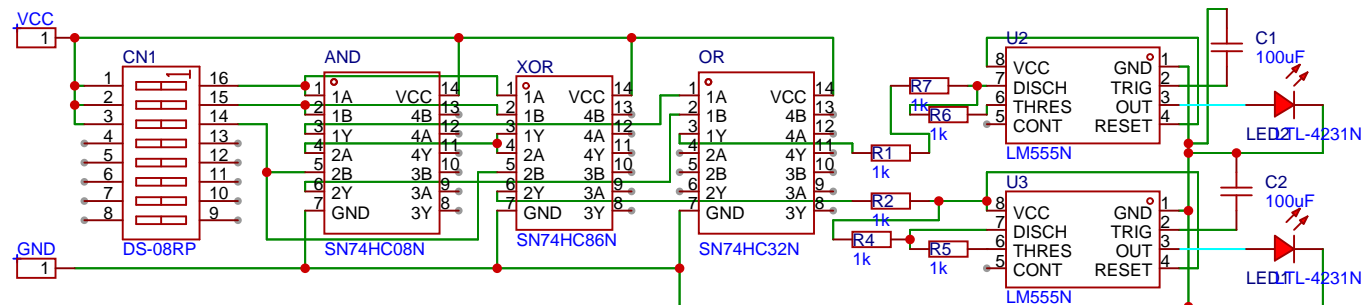 VCC
1
GND
1
CN1
1
1 16
2 15
3 14
4 13
5 12
6 11
7 10
8 9
DS-08RP
AND
1 1A VCC 14
2 1B 4B 13
3 1Y 4A 12
4 2A 4Y 11
5 2B 3B 10
6 2Y 3A 9
7 GND 3Y 8
SN74HC08N
XOR
1 1A VCC 14
2 1B 4B 13
3 1Y 4A 12
4 2A 4Y 11
5 2B 3B 10
6 2Y 3A 9
7 GND 3Y 8
SN74HC86N
OR
1 1A VCC 14
2 1B 4B 13
3 1Y 4A 12
4 2A 4Y 11
5 2B 3B 10
6 2Y 3A 9
7 GND 3Y 8
SN74HC32N
R7
1k
R6
1k
R1
1k
R2
1k
R4
1k
R5
1k
U2
8 VCC GND 1
7 DISCH TRIG 2
6 THRES OUT 3
5 CONT RESET 4
LM555N
U3
8 VCC GND 1
7 DISCH TRIG 2
6 THRES OUT 3
5 CONT RESET 4
LM555N
C1
100uF
LED2 LTL-4231N
C2
100uF
LED1 LTL-4231N